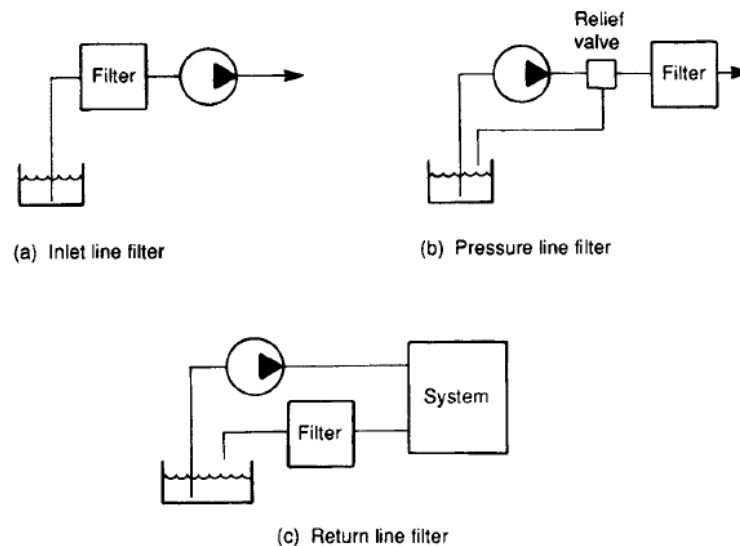 Filter
(a) Inlet line filter
Relief
valve
Filter
(b) Pressure line filter
System
Filter
(c) Return line filter